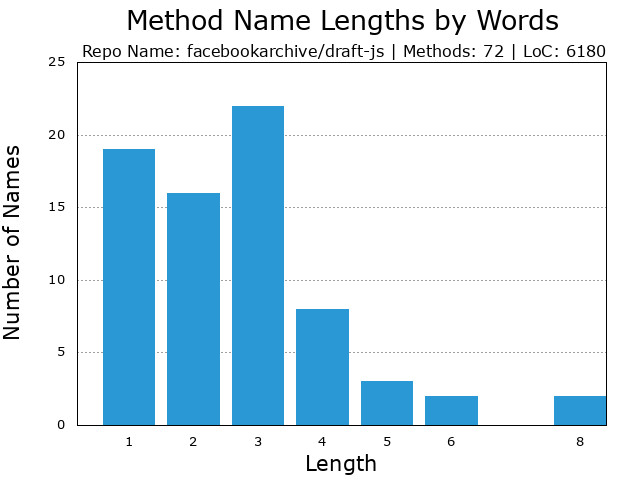 Method Name Lengths by Words
Repo Name: facebookarchive/draft-js | Methods: 72 | LoC: 6180
Number of Names
25
20
15
10
5
0
1 2 3 4 5 6 8
Length